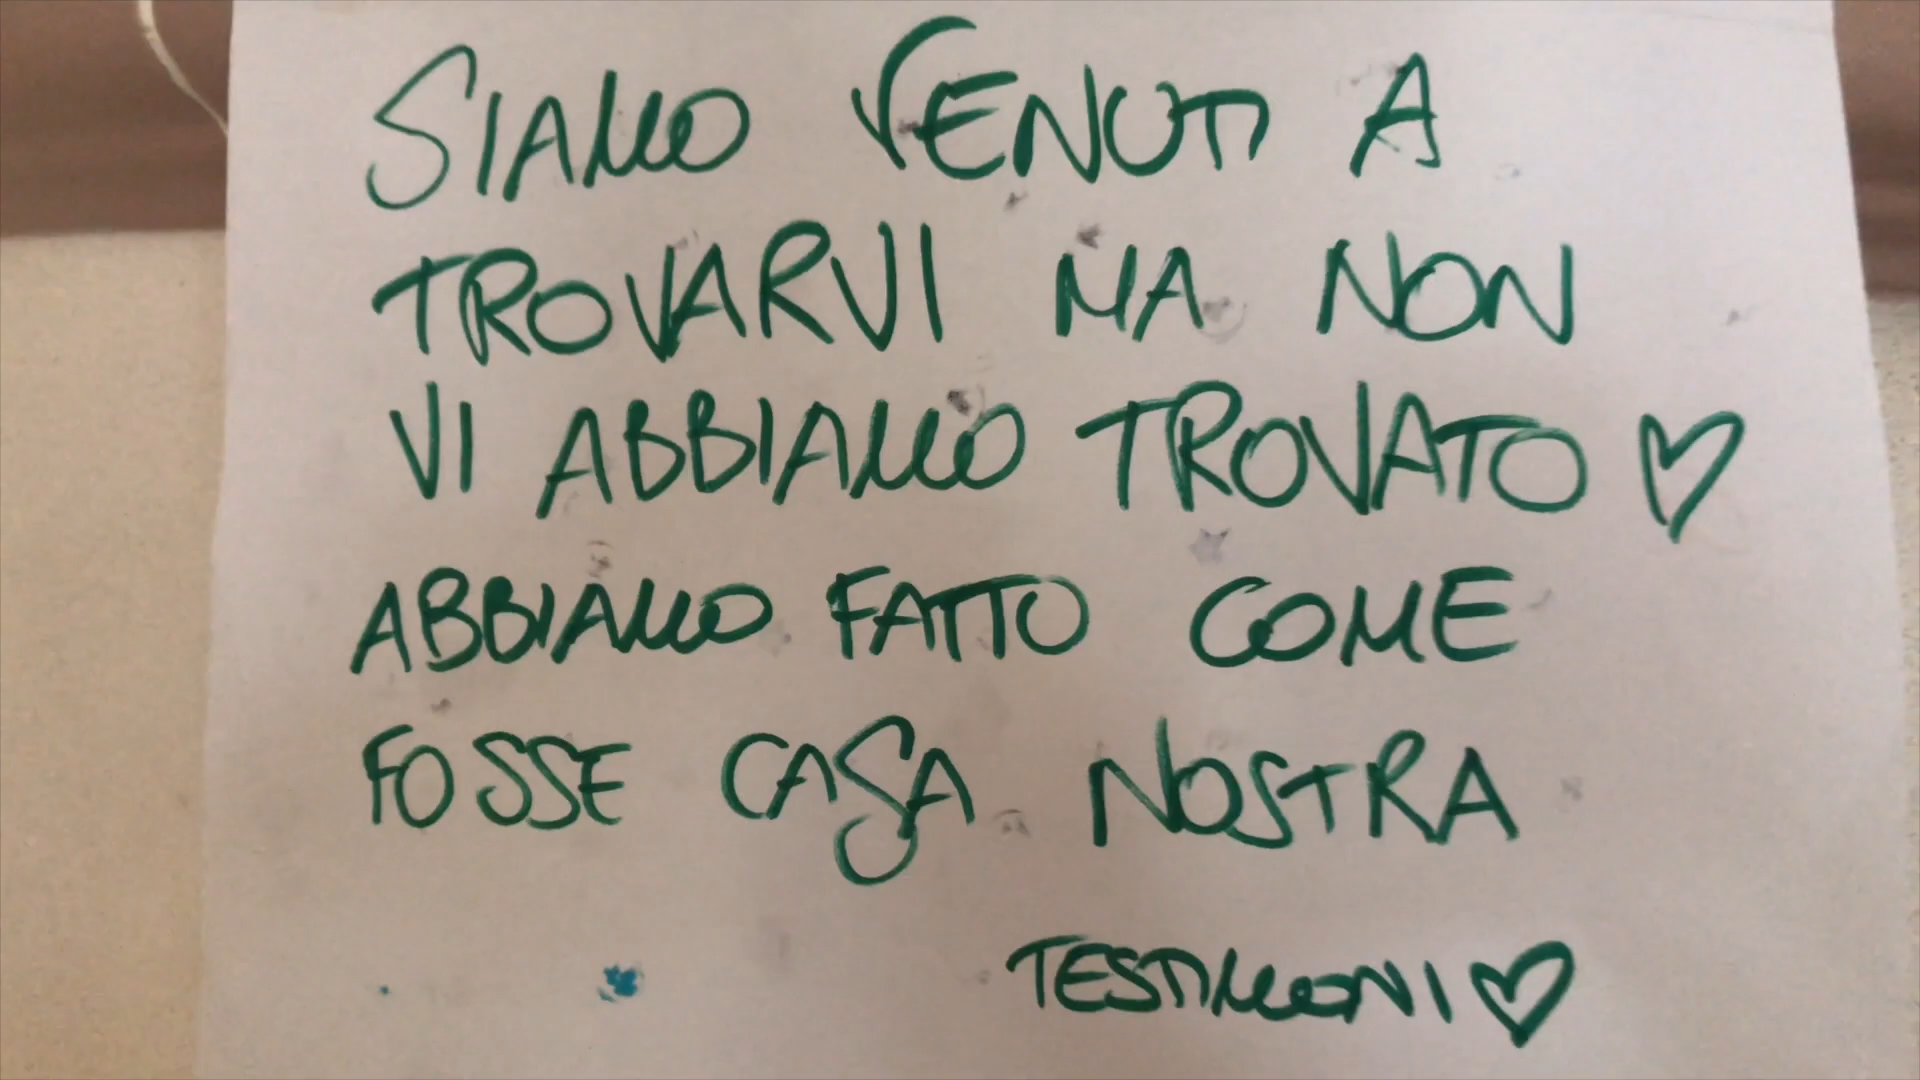 SIAMO VENUTI A
TROVARVI MA NON
VI ABBIAMO TROVATO ♡
ABBIAMO FATTO COME
FOSSE CASA NOSTRA
TESTIMONI ♡